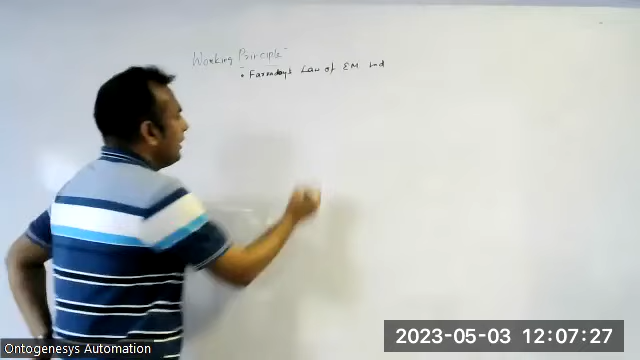 Working Principle
• Faraday's Law of EM Ind
Ontogenesys Automation
2023-05-03 12:07:27